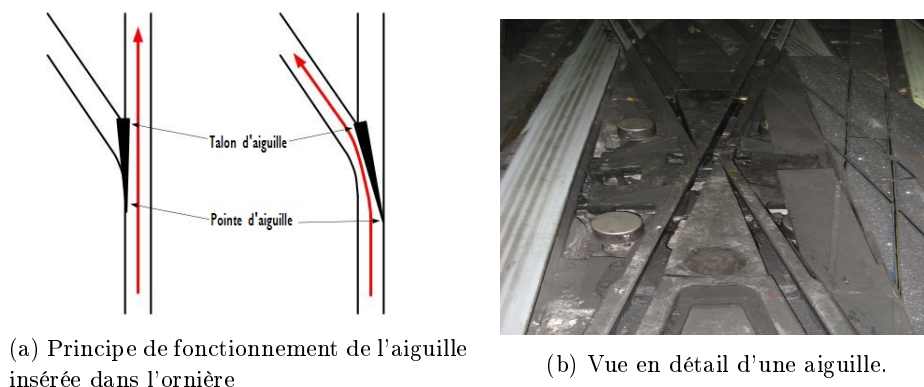 Talon d'aiguille
Pointe d'aiguille
(a) Principe de fonctionnement de l'aiguille
insérée dans l'ornière
(b) Vue en détail d'une aiguille.